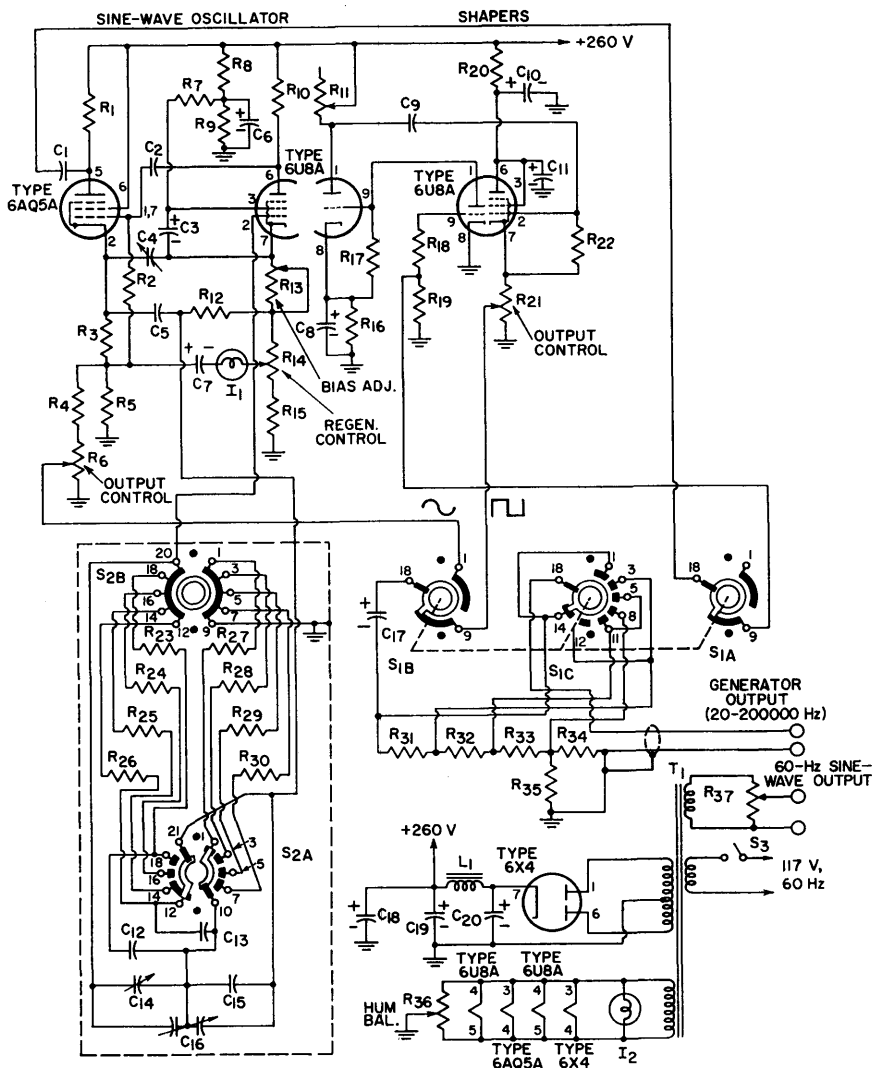 SINE-WAVE OSCILLATOR
SHAPERS
+260 V
R1
R7
R8
R9
+
-
C6
R10
R11
C9
R20
+
C10
-
C1
5
TYPE
6AQ5A
6
C2
1,7
2
TYPE
6U8A
6
3
2
7
1
9
8
TYPE
6U8A
1
6
3
9
8
2
7
+
-
C11
C4
+
C3
-
R2
R3
C5
R12
R13
R17
R18
R19
R22
R21
C8
+
-
R16
OUTPUT
CONTROL
+ -
C7
I1
R14
BIAS ADJ.
R15
REGEN.
CONTROL
R4
R5
R6
OUTPUT
CONTROL
S2B
20
1
18
3
16
5
14
7
12
9
R23
R27
R24
R28
R25
R29
R26
R30
S2A
21
1
18
3
16
5
14
7
12
10
C12
C13
C14
C15
C16
18
1
9
+
C17
-
S1B
18
1
3
5
8
14
12
11
S1C
18
1
9
S1A
GENERATOR
OUTPUT
(20-200000 Hz)
R31
R32
R33
R34
R35
T1
60-Hz SINE-
WAVE OUTPUT
R37
S3
117 V,
60 Hz
+260 V
L1
TYPE
6X4
7
1
6
+
-
C18
+
C19
-
+
C20
-
TYPE
6U8A
TYPE
6U8A
HUM
BAL.
R36
4
3
4
3
5
4
5
4
TYPE
6AQ5A
TYPE
6X4
I2